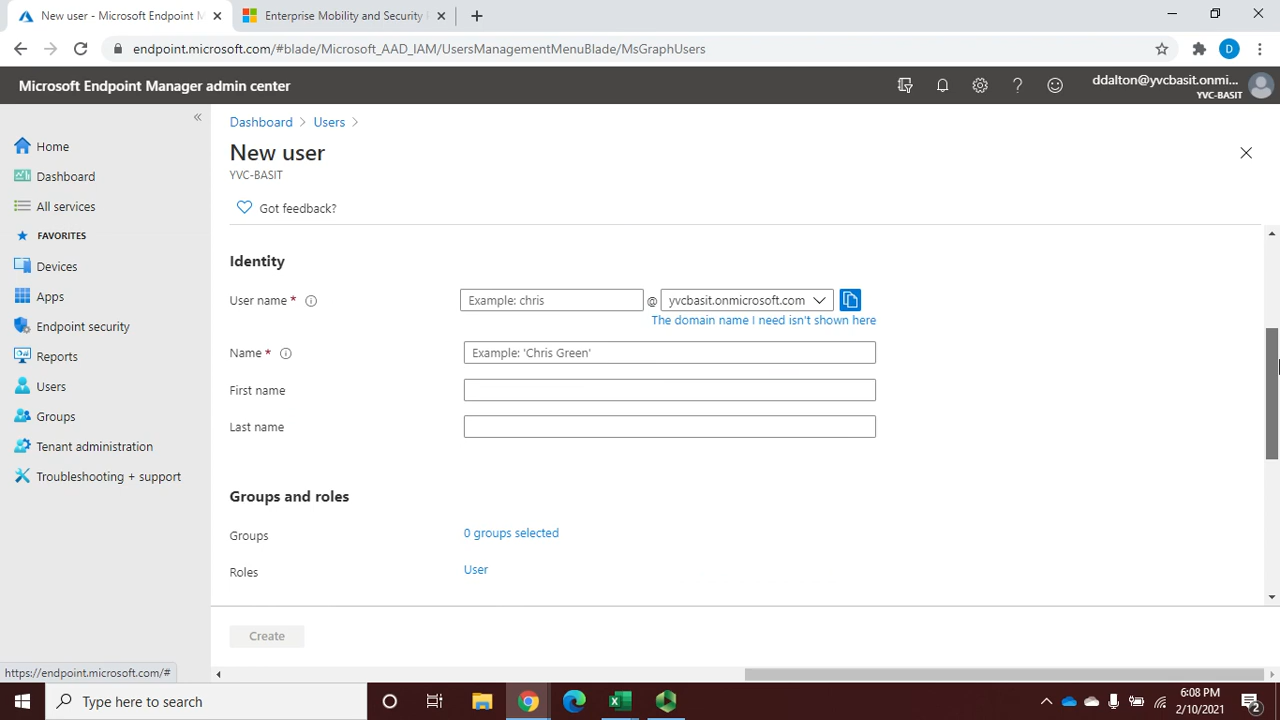 New user - Microsoft Endpoint M
Enterprise Mobility and Security
endpoint.microsoft.com/#blade/Microsoft_AAD_IAM/UsersManagementMenuBlade/MsGraphUsers
D
Microsoft Endpoint Manager admin center
ddalton@yvcbasit.onmi...
YVC-BASIT
Home
Dashboard
All services
FAVORITES
Devices
Apps
Endpoint security
Reports
Users
Groups
Tenant administration
Troubleshooting + support
Dashboard > Users >
New user
YVC-BASIT
Got feedback?
Identity
User name *
Example: chris
@
yvcbasit.onmicrosoft.com
The domain name I need isn't shown here
Name *
Example: 'Chris Green'
First name
Last name
Groups and roles
Groups
0 groups selected
Roles
User
Create
https://endpoint.microsoft.com/#
Type here to search
6:08 PM
2/10/2021
2